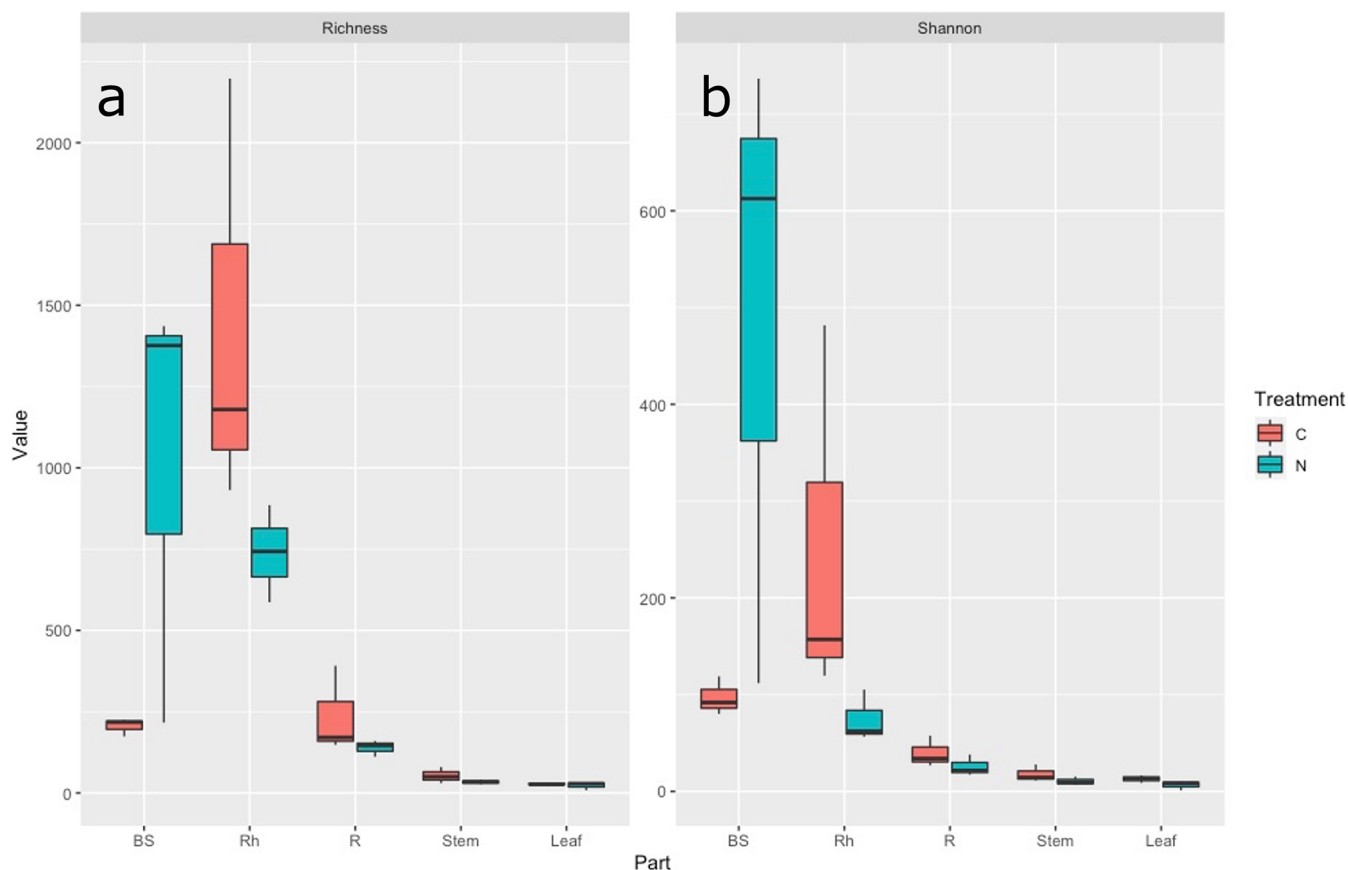 Richness
Shannon
a
b
2000
1500
1000
500
0
600
400
200
0
Value
BS Rh R Stem Leaf
BS Rh R Stem Leaf
Part
Treatment
C
N